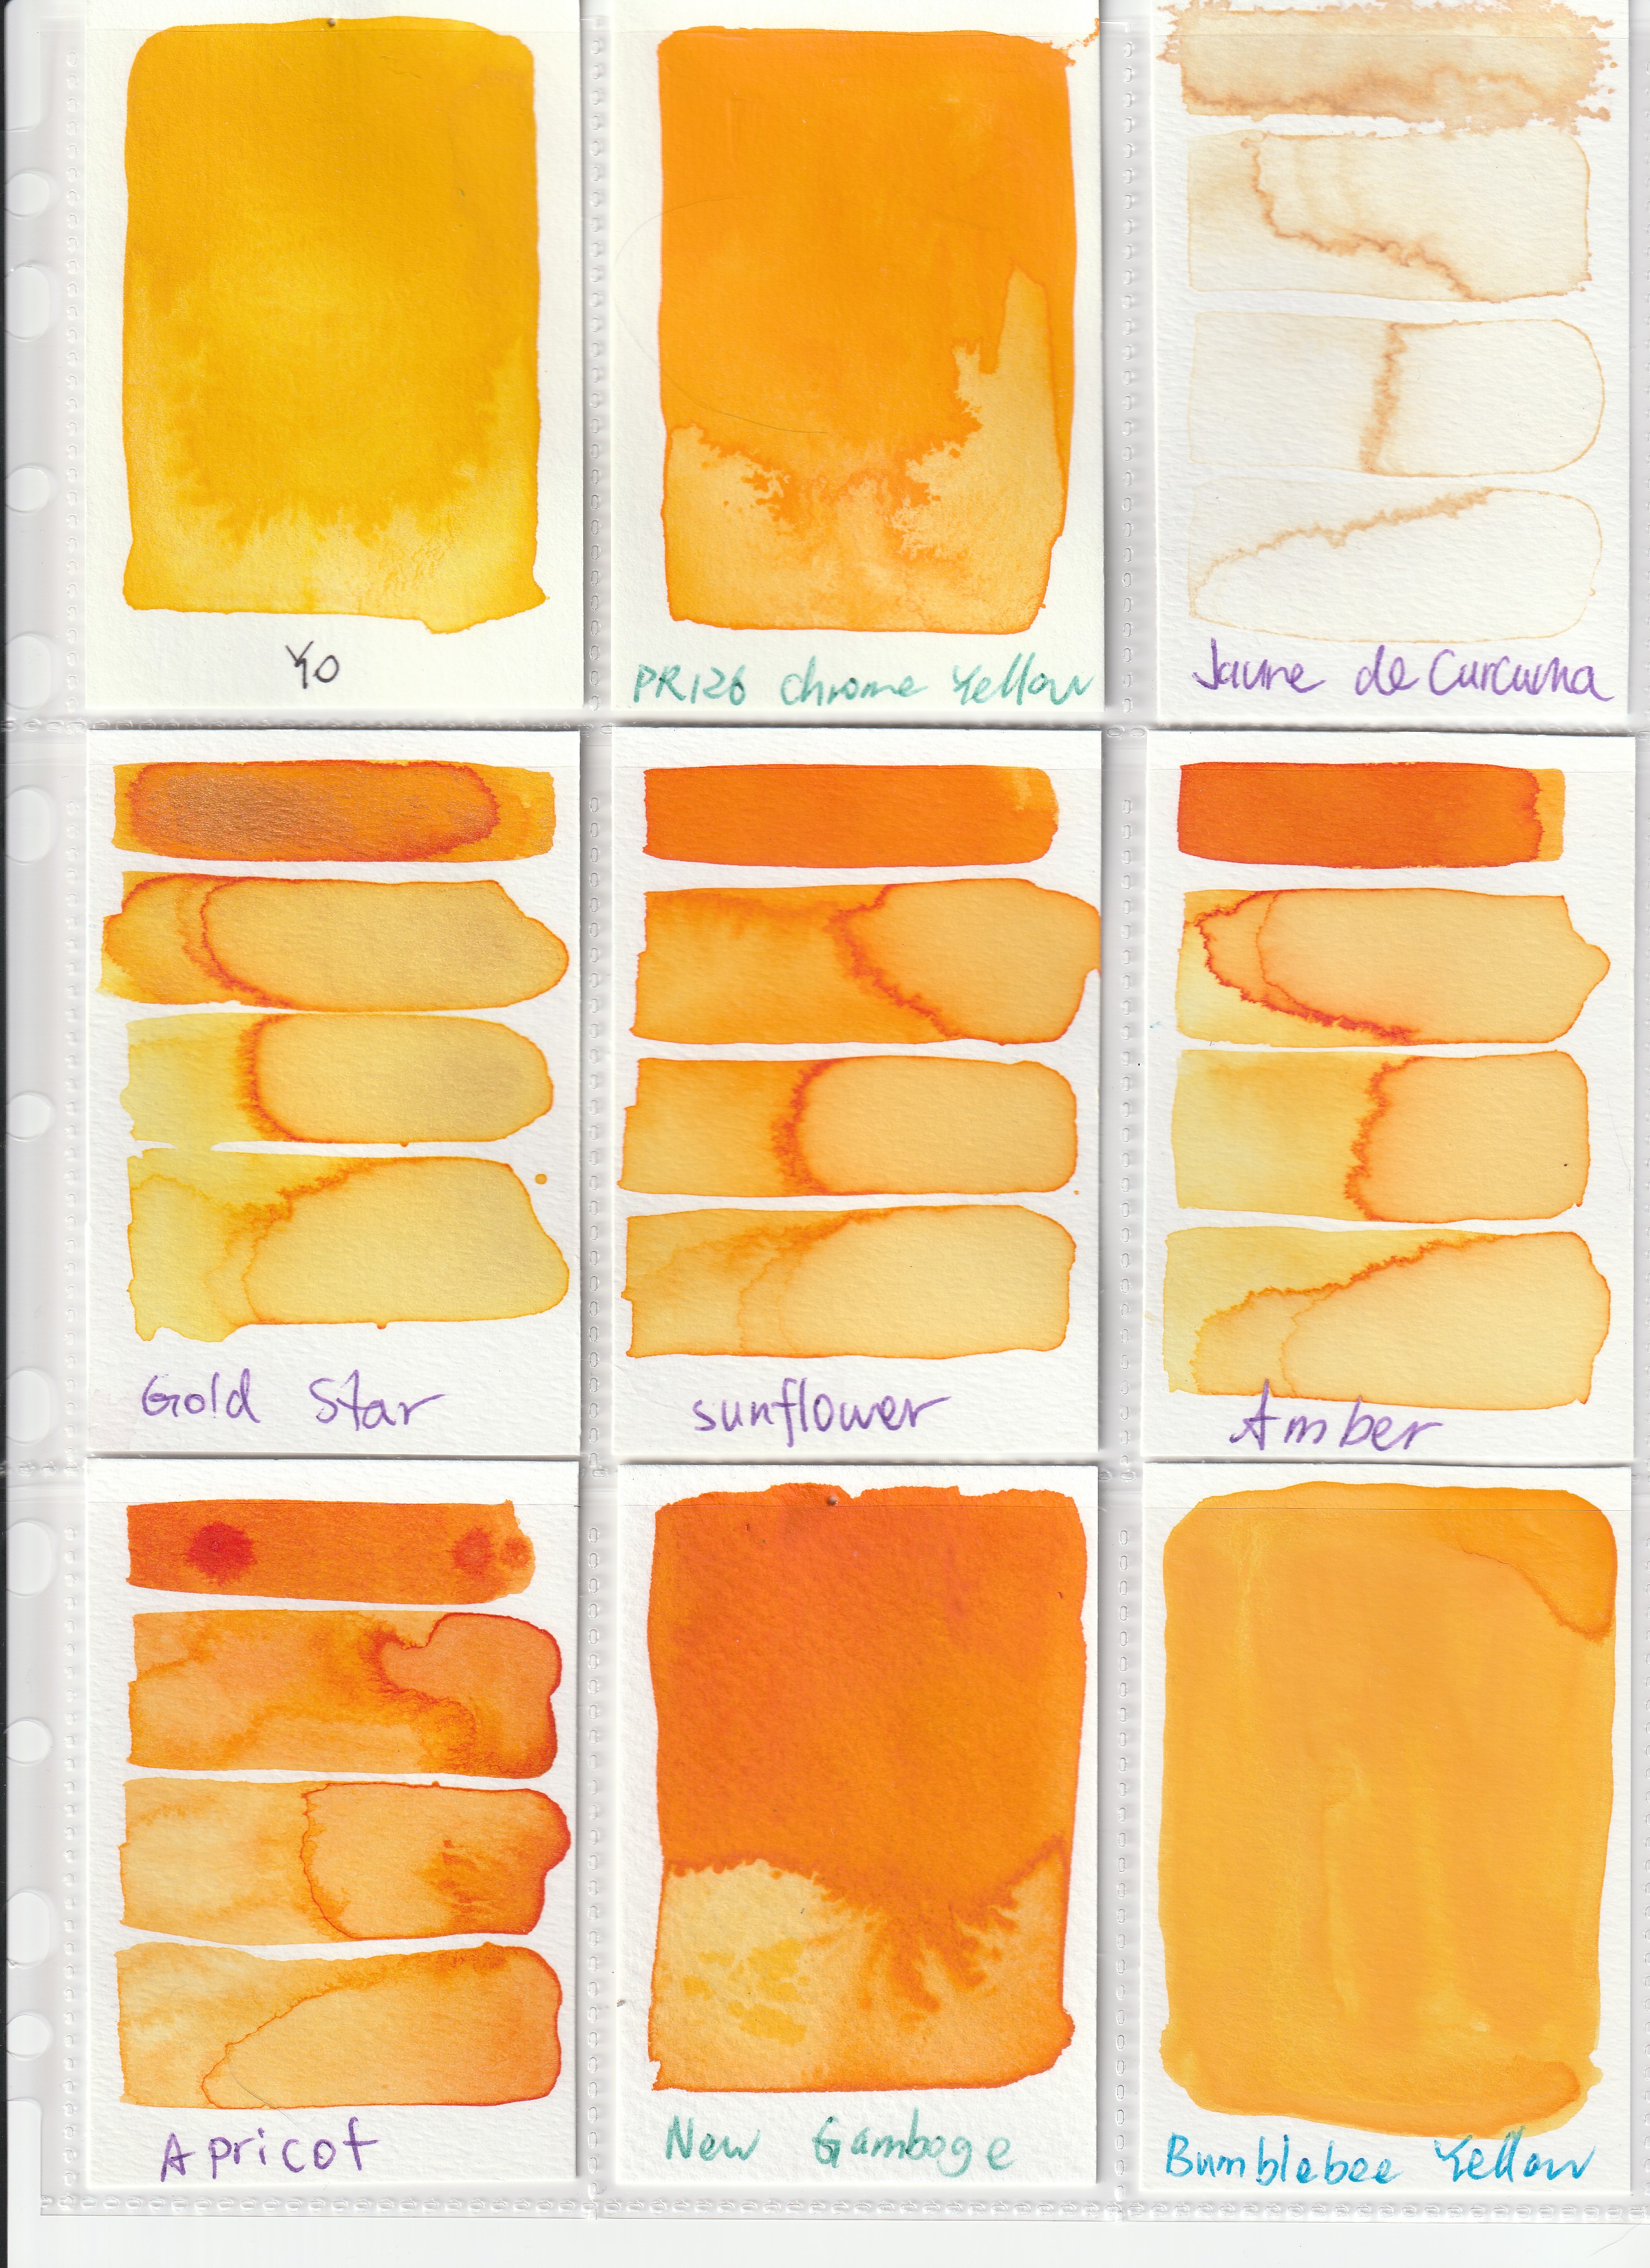 YO
PR126 Chrome Yellow
Jaune de Curcuma
Gold Star
sunflower
Amber
Apricot
New Gamboge
Bumblebee Yellow